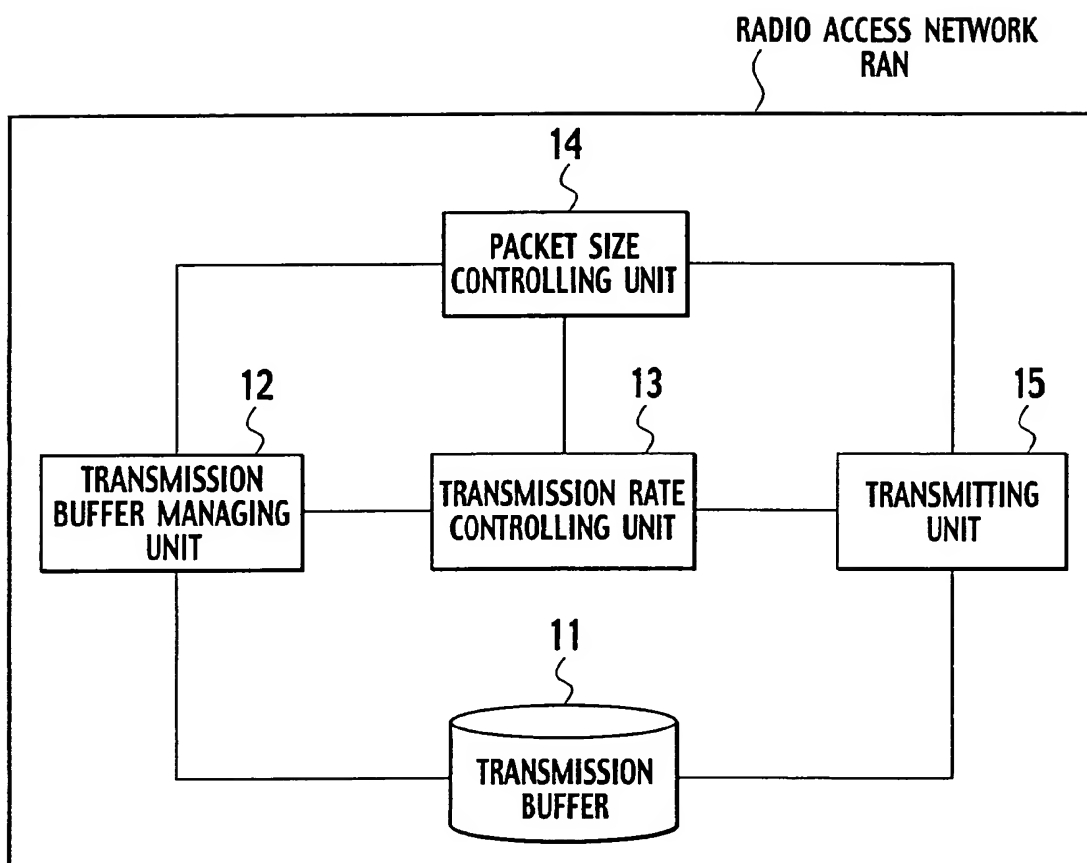 RADIO ACCESS NETWORK
RAN
14
PACKET SIZE
CONTROLLING UNIT
12
TRANSMISSION
BUFFER MANAGING
UNIT
13
TRANSMISSION RATE
CONTROLLING UNIT
15
TRANSMITTING
UNIT
11
TRANSMISSION
BUFFER